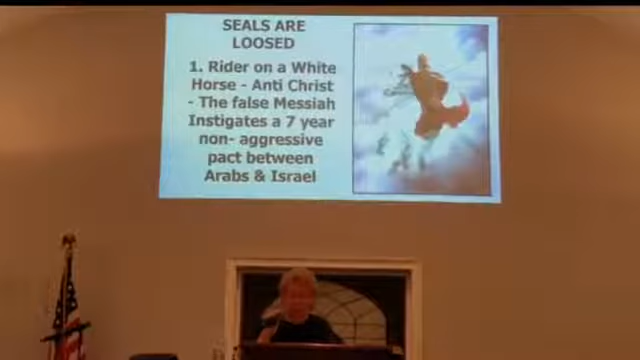 SEALS ARE
LOOSED
1. Rider on a White
Horse - Anti Christ
- The false Messiah
Instigates a 7 year
non- aggressive
pact between
Arabs & Israel